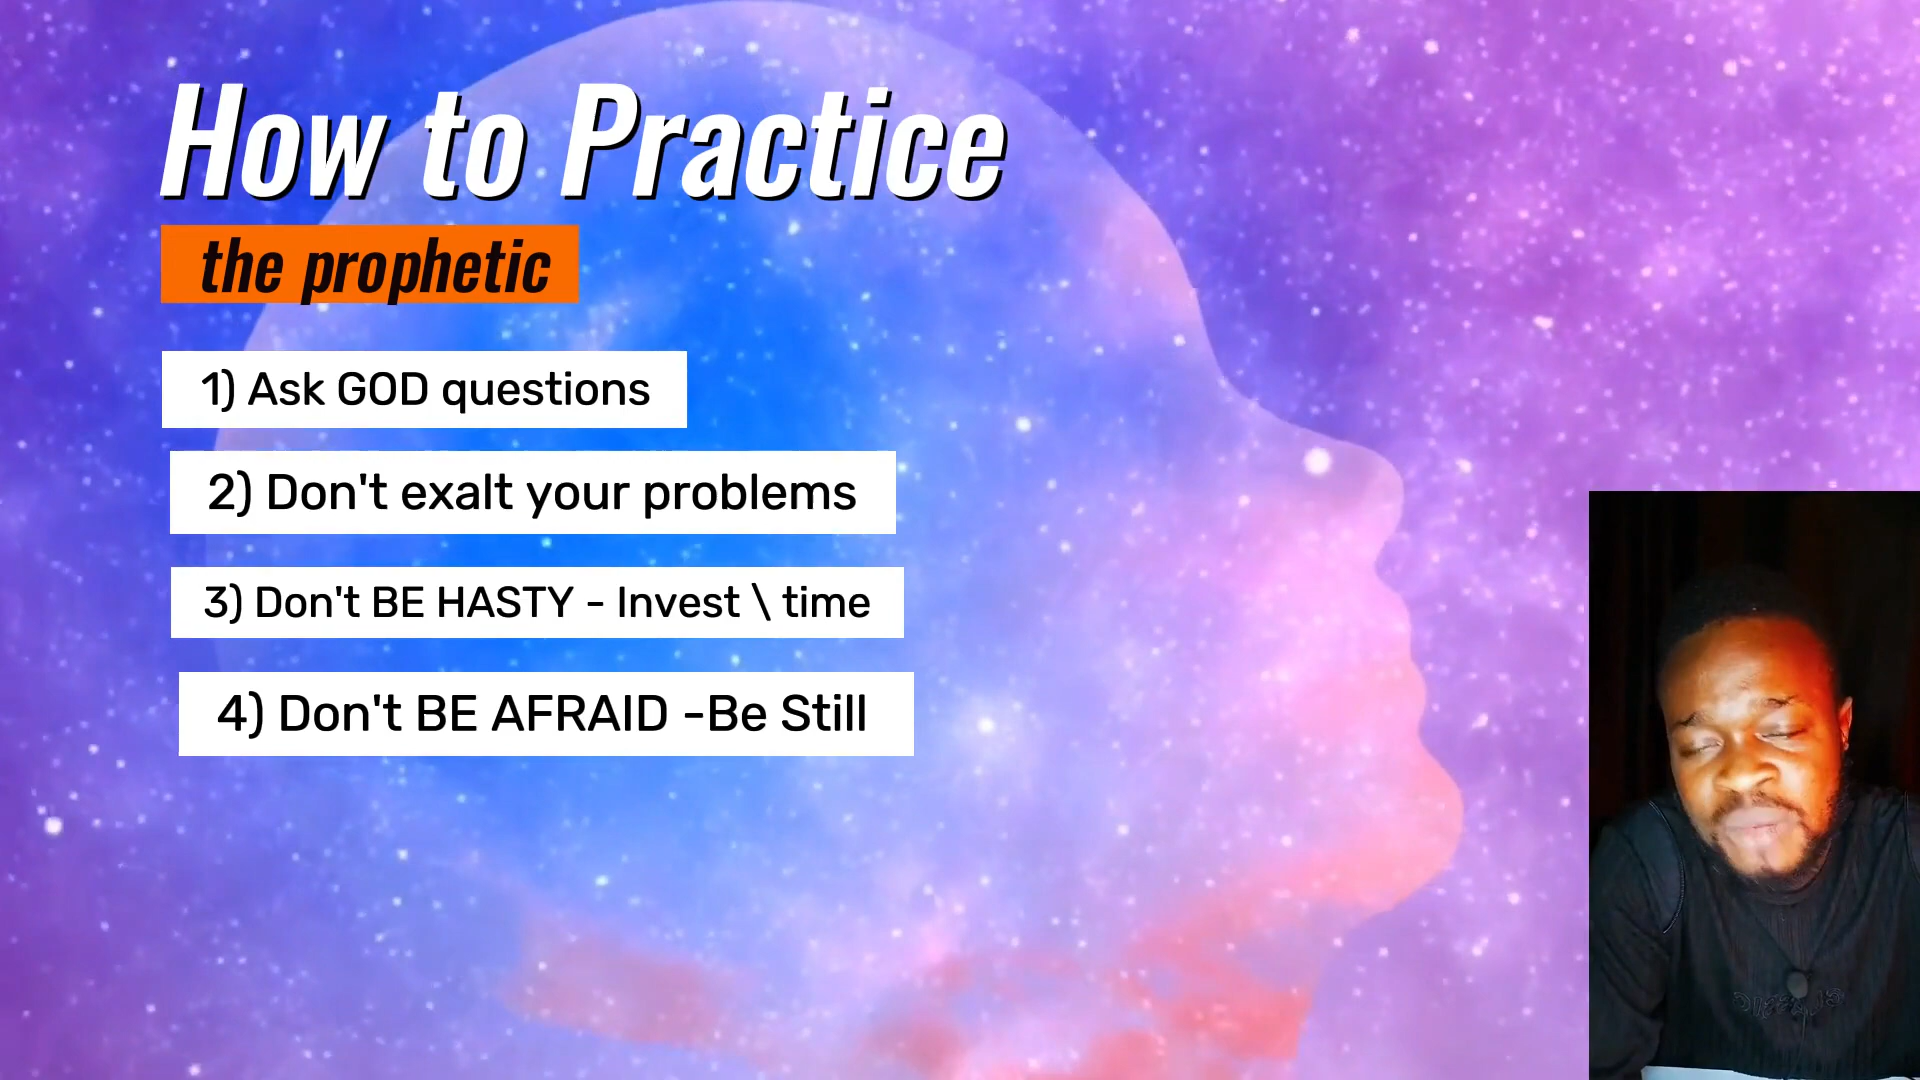 How to Practice
the prophetic
1) Ask GOD questions
2) Don't exalt your problems
3) Don't BE HASTY - Invest \ time
4) Don't BE AFRAID -Be Still